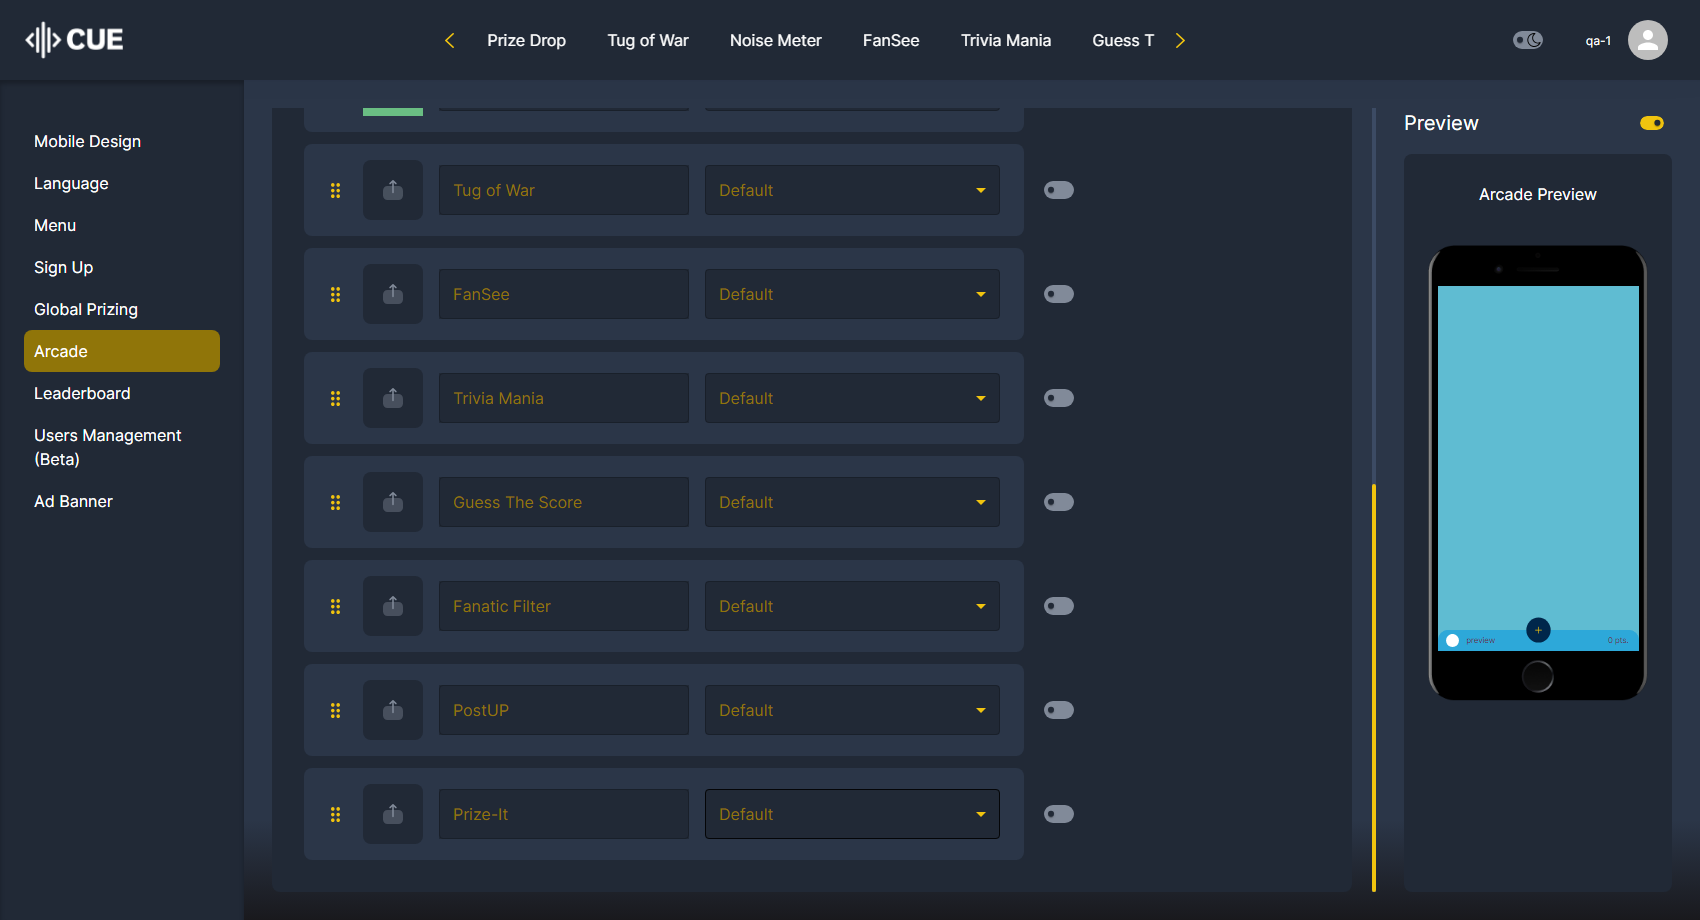 CUE
Prize Drop
Tug of War
Noise Meter
FanSee
Trivia Mania
Guess T
qa-1
Mobile Design
Language
Menu
Sign Up
Global Prizing
Arcade
Leaderboard
Users Management
(Beta)
Ad Banner
Tug of War
Default
FanSee
Default
Trivia Mania
Default
Guess The Score
Default
Fanatic Filter
Default
PostUP
Default
Prize-It
Default
Preview
Arcade Preview
preview
+
0 pts.